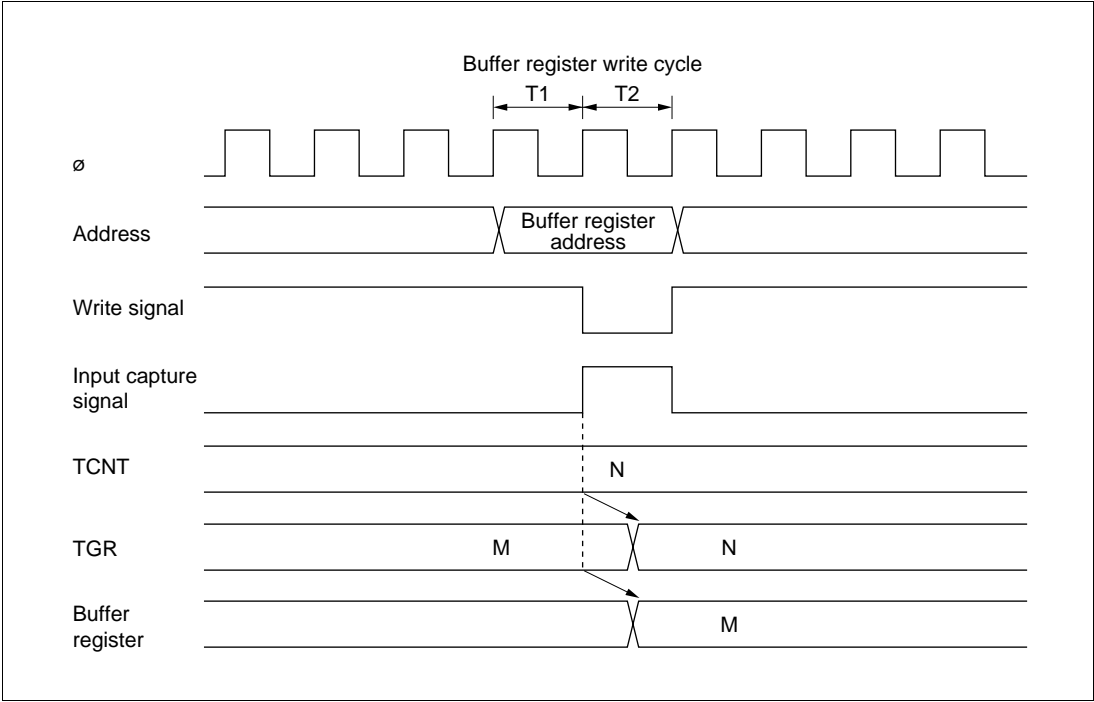 Buffer register write cycle
T1 T2
ø
Address
Buffer register
address
Write signal
Input capture
signal
TCNT
N
TGR
M N
Buffer
register
M